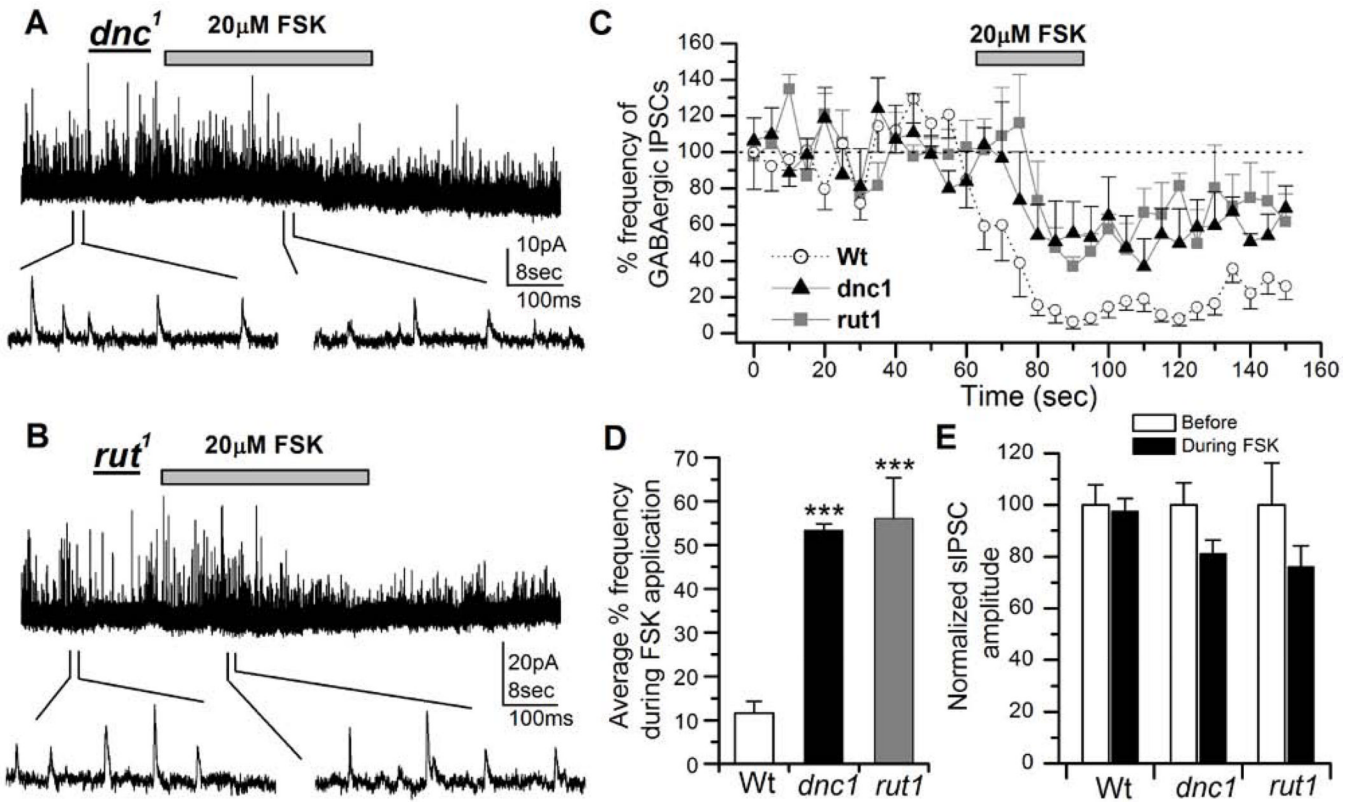 A
dnc¹
20µM FSK
10pA
8sec
100ms
B
rut¹
20µM FSK
20pA
8sec
100ms
C
20µM FSK
% frequency of
GABAergic IPSCs
160
140
120
100
80
60
40
20
0
Wt
dnc1
rut1
0 20 40 60 80 100 120 140 160
Time (sec)
D
Average % frequency
during FSK application
70
60
50
40
30
20
10
0
***
***
Wt dnc1 rut1
E
Before
During FSK
Normalized sIPSC
amplitude
120
100
80
60
40
20
0
Wt dnc1 rut1